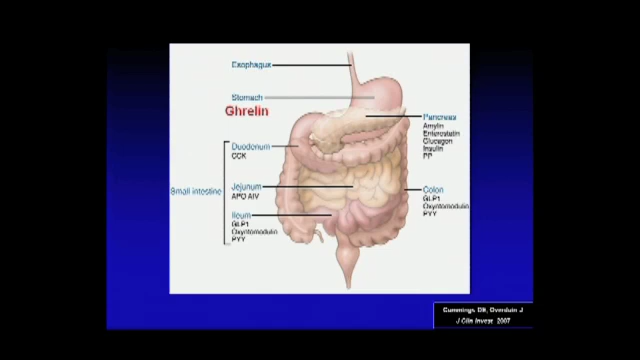 Esophagus
Stomach
Ghrelin
Pancreas
Amylin
Enterostatin
Glucagon
Insulin
PP
Duodenum
CCK
Small intestine
Jejunum
APO AIV
Ileum
GLP1
Oxyntomodulin
PYY
Colon
GLP1
Oxyntomodulin
PYY
Cummings DE, Overduin J
J Clin Invest 2007